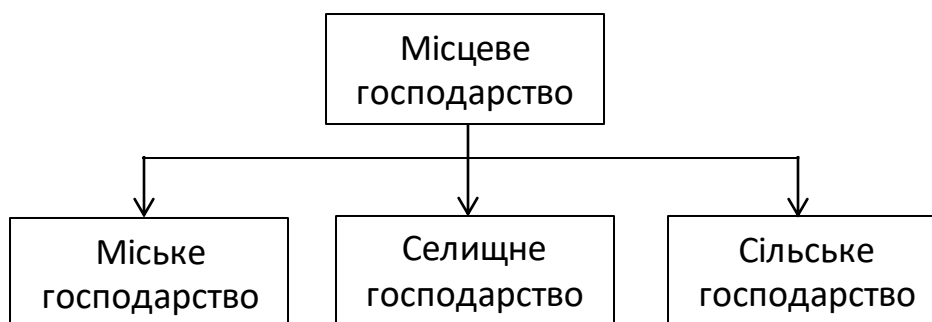 Місцеве
господарство
Міське
господарство
Селищне
господарство
Сільське
господарство